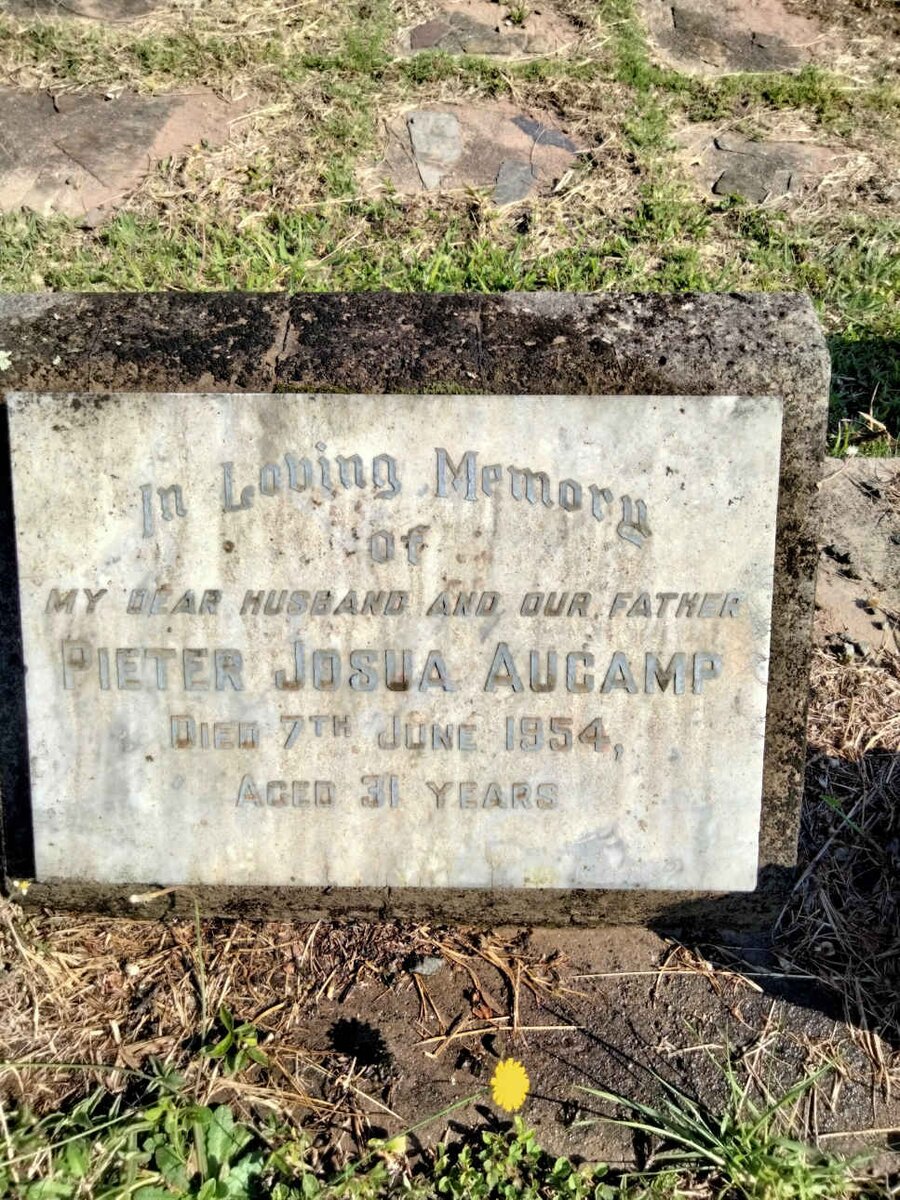 In Loving Memory
of
MY DEAR HUSBAND AND OUR FATHER
PIETER JOSUA AUCAMP
DIED 7TH JUNE 1954,
AGED 31 YEARS